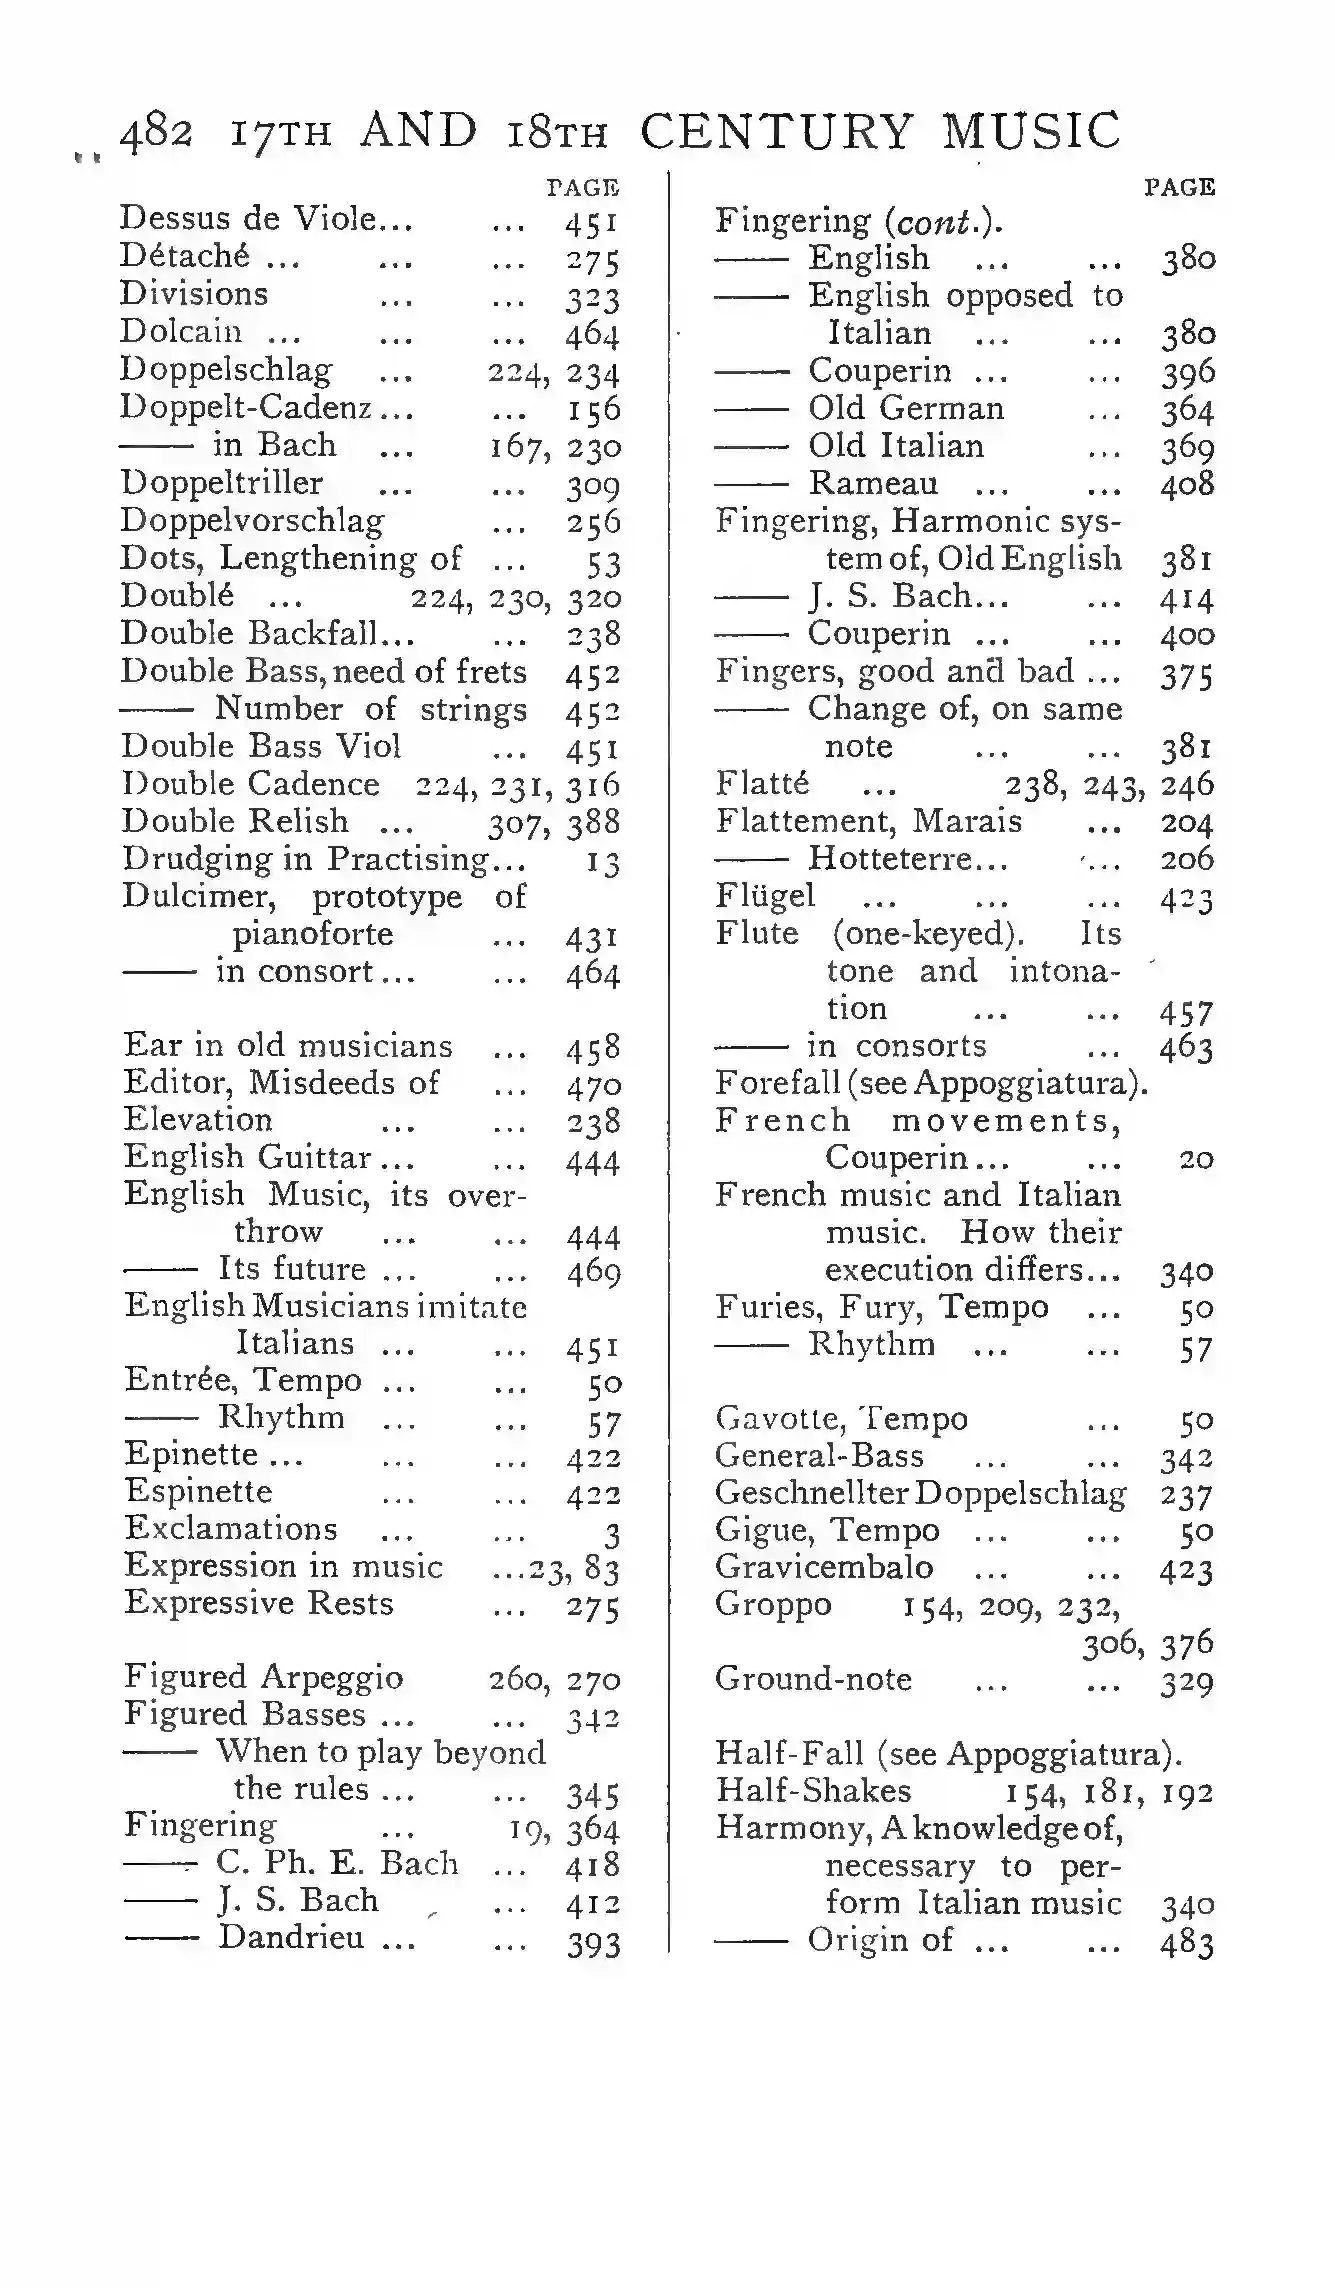 482 17TH AND 18TH CENTURY MUSIC
PAGE
Dessus de Viole... ... 451
Détaché ... ... ... 275
Divisions ... ... 323
Dolcain ... ... ... 464
Doppelschlag ... 224, 234
Doppelt-Cadenz ... ... 156
—— in Bach ... 167, 230
Doppeltriller ... ... 309
Doppelvorschlag ... 256
Dots, Lengthening of ... 53
Doublé ... 224, 230, 320
Double Backfall... ... 238
Double Bass, need of frets 452
—— Number of strings 452
Double Bass Viol ... 451
Double Cadence 224, 231, 316
Double Relish ... 307, 388
Drudging in Practising... 13
Dulcimer, prototype of
pianoforte ... 431
—— in consort ... ... 464
Ear in old musicians ... 458
Editor, Misdeeds of ... 470
Elevation ... ... 238
English Guittar ... ... 444
English Music, its over-
throw ... ... 444
—— Its future ... ... 469
English Musicians imitate
Italians ... ... 451
Entrée, Tempo ... ... 50
—— Rhythm ... ... 57
Epinette ... ... ... 422
Espinette ... ... 422
Exclamations ... ... 3
Expression in music ...23, 83
Expressive Rests ... 275
Figured Arpeggio 260, 270
Figured Basses ... ... 342
—— When to play beyond
the rules ... ... 345
Fingering ... 19, 364
—— C. Ph. E. Bach ... 418
—— J. S. Bach ... 412
—— Dandrieu ... ... 393
PAGE
Fingering (cont.).
—— English ... ... 380
—— English opposed to
Italian ... ... 380
—— Couperin ... ... 396
—— Old German ... 364
—— Old Italian ... 369
—— Rameau ... ... 408
Fingering, Harmonic sys-
tem of, Old English 381
—— J. S. Bach... ... 414
—— Couperin ... ... 400
Fingers, good and bad ... 375
—— Change of, on same
note ... ... 381
Flatté ... 238, 243, 246
Flattement, Marais ... 204
—— Hotteterre... ... 206
Flügel ... ... ... 423
Flute (one-keyed). Its
tone and intona-
tion ... ... 457
—— in consorts ... 463
Forefall (see Appoggiatura).
French movements,
Couperin ... ... 20
French music and Italian
music. How their
execution differs... 340
Furies, Fury, Tempo ... 50
—— Rhythm ... ... 57
Gavotte, Tempo ... 50
General-Bass ... ... 342
Geschnellter Doppelschlag 237
Gigue, Tempo ... ... 50
Gravicembalo ... ... 423
Groppo 154, 209, 232,
306, 376
Ground-note ... ... 329
Half-Fall (see Appoggiatura).
Half-Shakes 154, 181, 192
Harmony, A knowledge of,
necessary to per-
form Italian music 340
—— Origin of ... ... 483